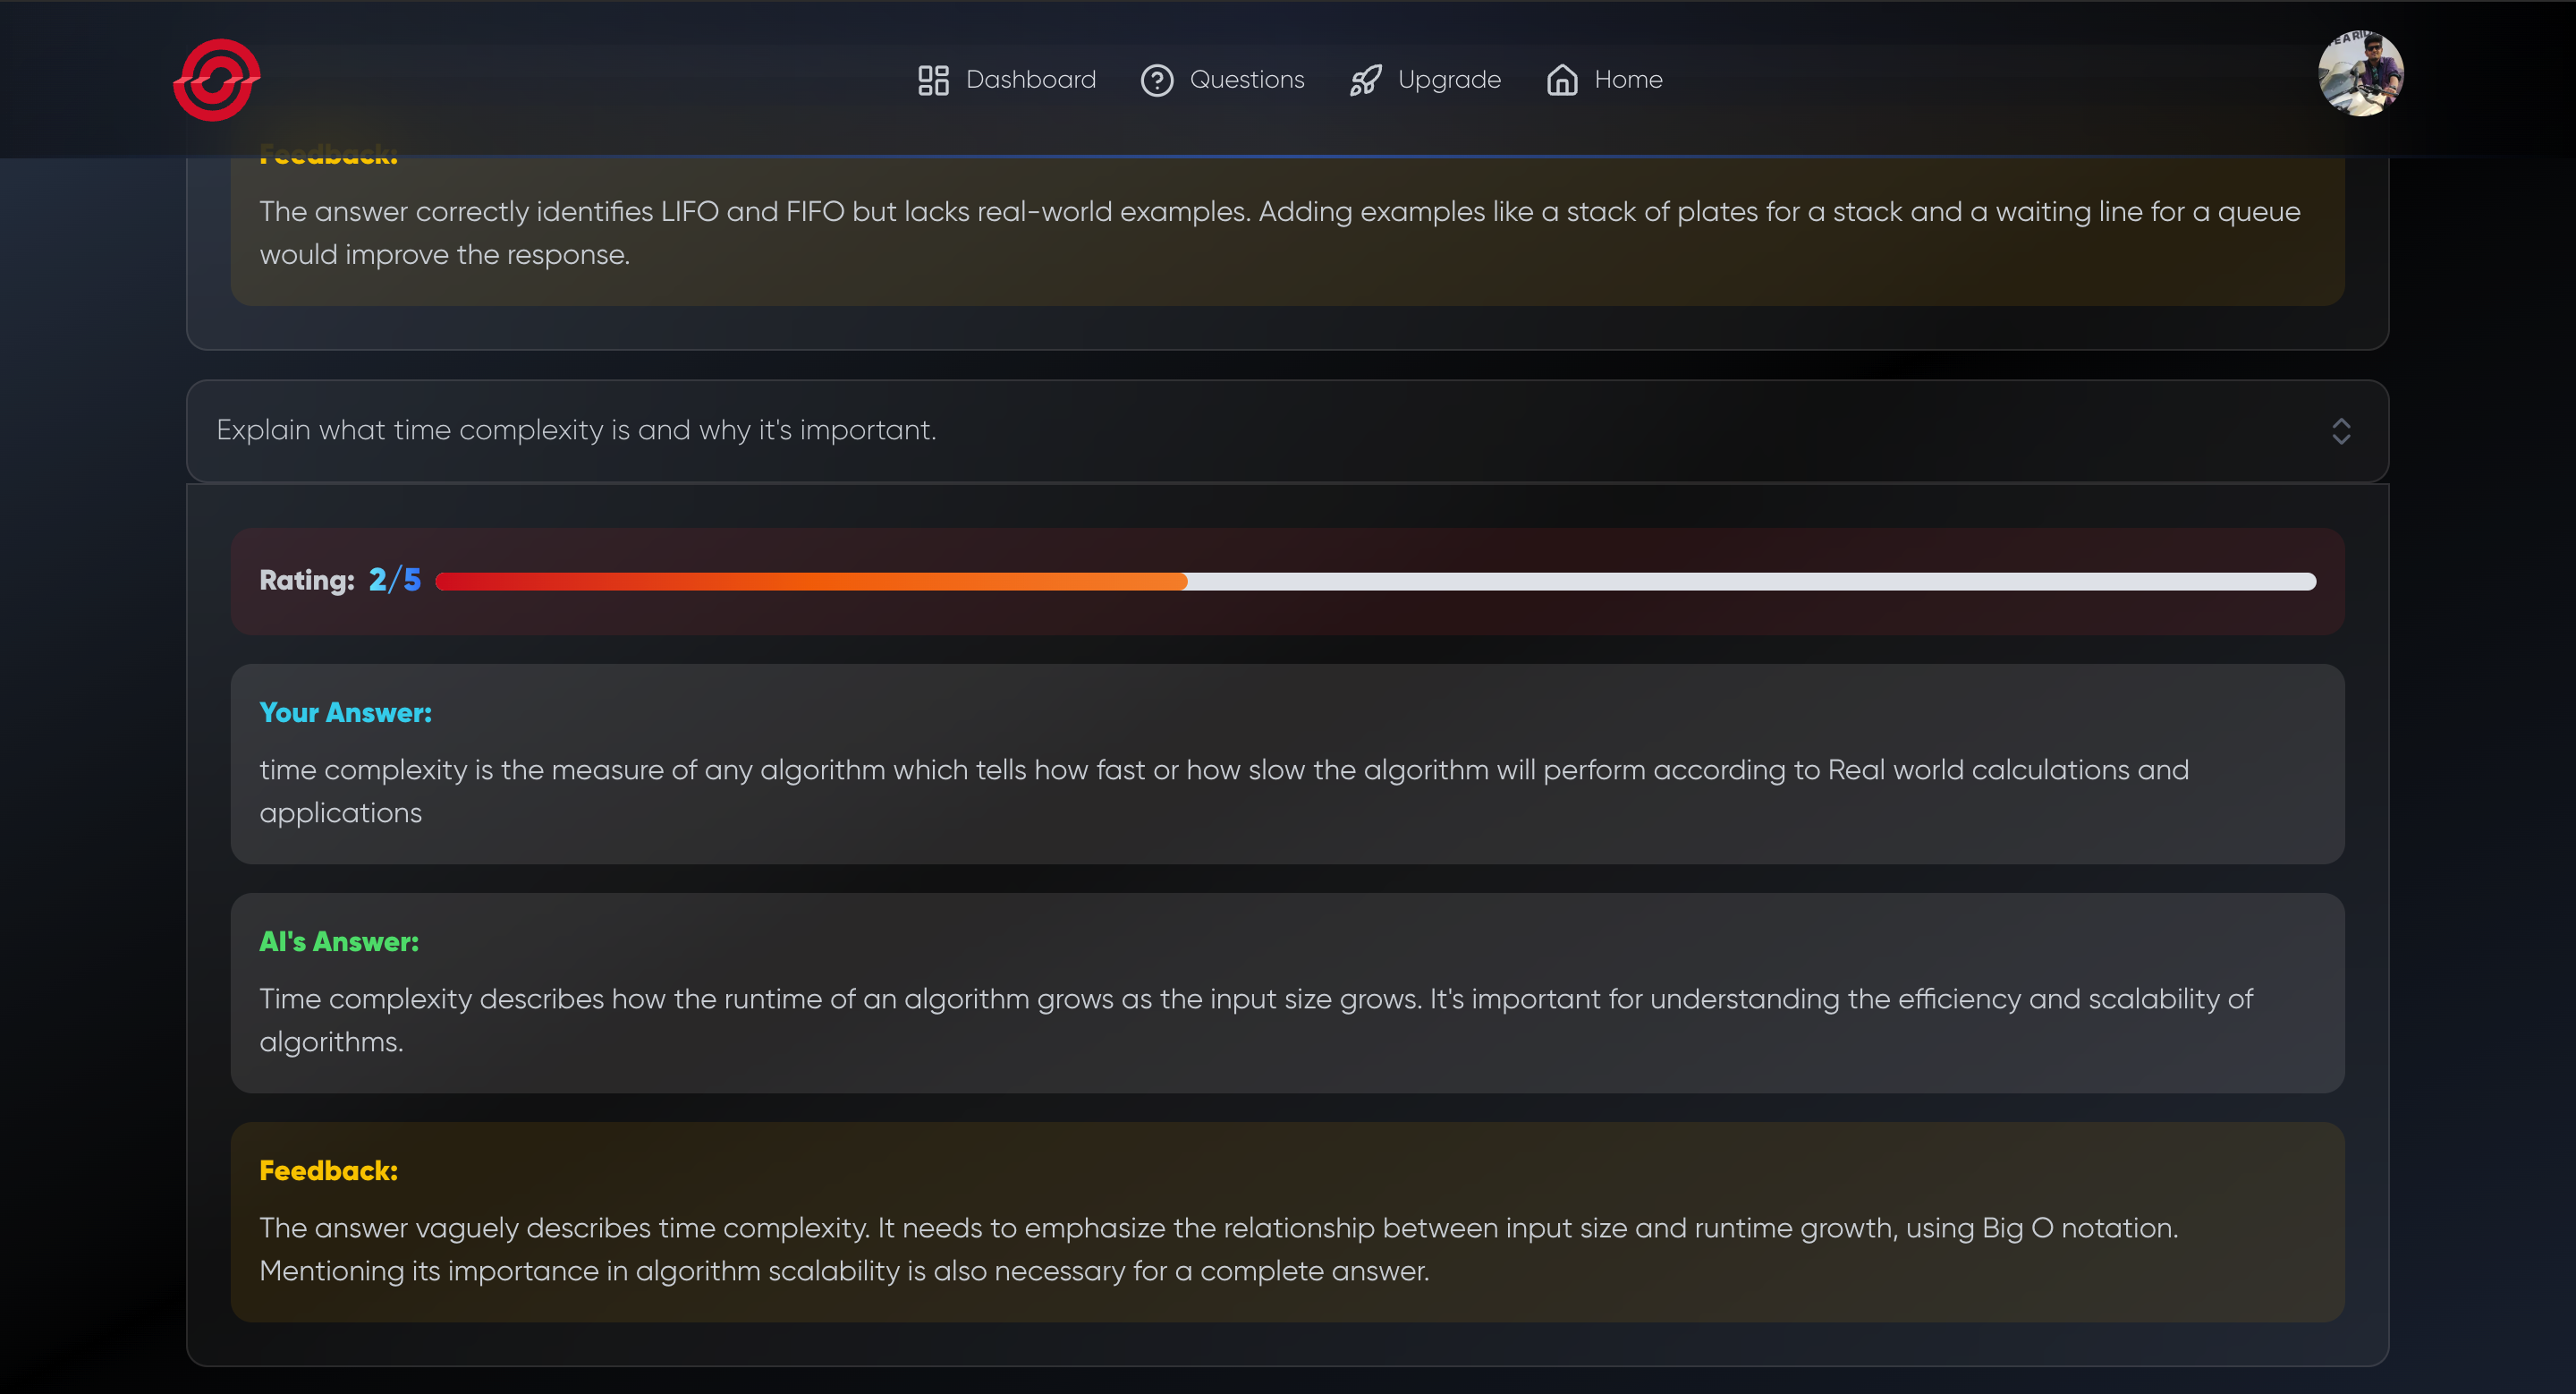 Dashboard
Questions
Upgrade
Home
Feedback:
The answer correctly identifies LIFO and FIFO but lacks real-world examples. Adding examples like a stack of plates for a stack and a waiting line for a queue
would improve the response.
Explain what time complexity is and why it's important.
Rating: 2/5
Your Answer:
time complexity is the measure of any algorithm which tells how fast or how slow the algorithm will perform according to Real world calculations and
applications
AI's Answer:
Time complexity describes how the runtime of an algorithm grows as the input size grows. It's important for understanding the efficiency and scalability of
algorithms.
Feedback:
The answer vaguely describes time complexity. It needs to emphasize the relationship between input size and runtime growth, using Big O notation.
Mentioning its importance in algorithm scalability is also necessary for a complete answer.